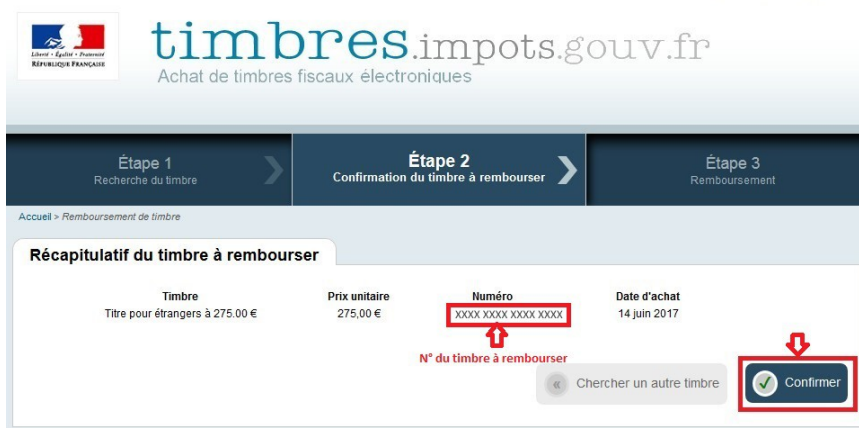 Liberté • Égalité • Fraternité
RÉPUBLIQUE FRANÇAISE
timbres.impots.gouv.fr
Achat de timbres fiscaux électroniques
Étape 1
Recherche du timbre
Étape 2
Confirmation du timbre à rembourser
Étape 3
Remboursement
Accueil > Remboursement de timbre
Récapitulatif du timbre à rembourser
Timbre Prix unitaire Numéro Date d'achat
Titre pour étrangers à 275.00 € 275,00 € XXXX XXXX XXXX XXXX 14 juin 2017
N° du timbre à rembourser
« Chercher un autre timbre
Confirmer